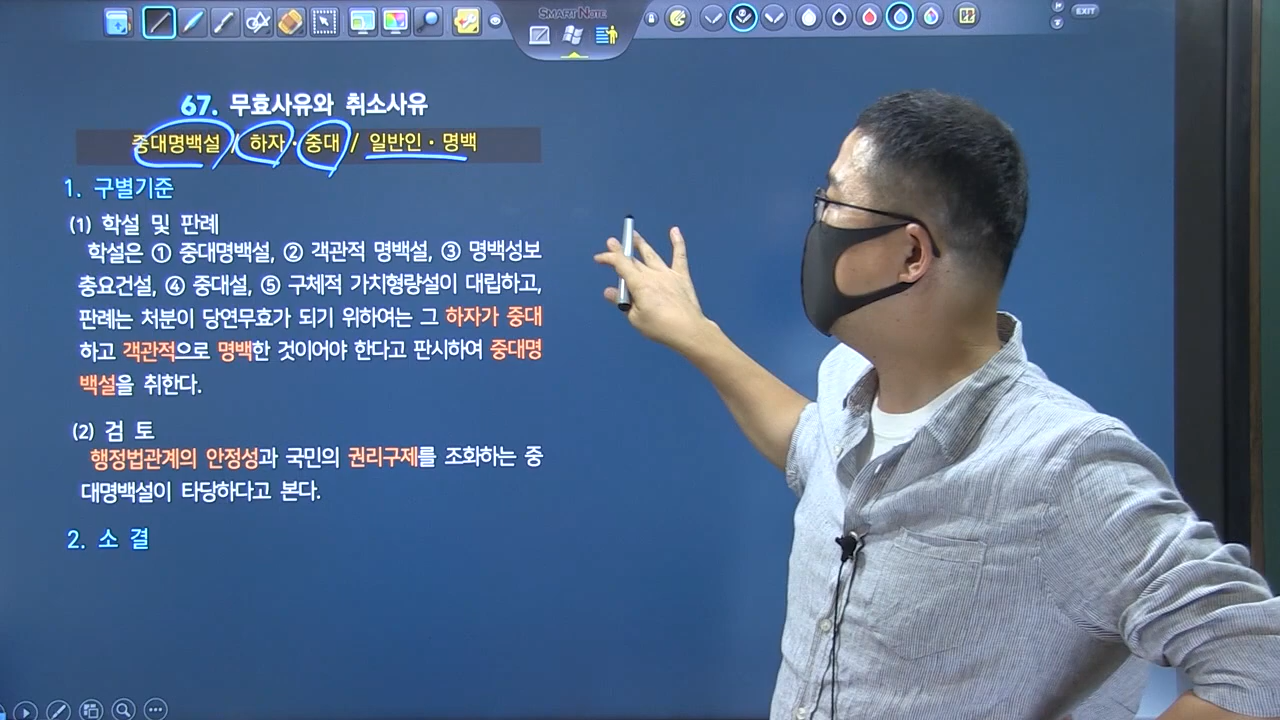 SMART NOTE
EXIT
67. 무효사유와 취소사유
중대명백설 / 하자·중대 / 일반인·명백
1. 구별기준
(1) 학설 및 판례
학설은 ① 중대명백설, ② 객관적 명백설, ③ 명백성보
충요건설, ④ 중대설, ⑤ 구체적 가치형량설이 대립하고,
판례는 처분이 당연무효가 되기 위하여는 그 하자가 중대
하고 객관적으로 명백한 것이어야 한다고 판시하여 중대명
백설을 취한다.
(2) 검 토
행정법관계의 안정성과 국민의 권리구제를 조화하는 중
대명백설이 타당하다고 본다.
2. 소 결